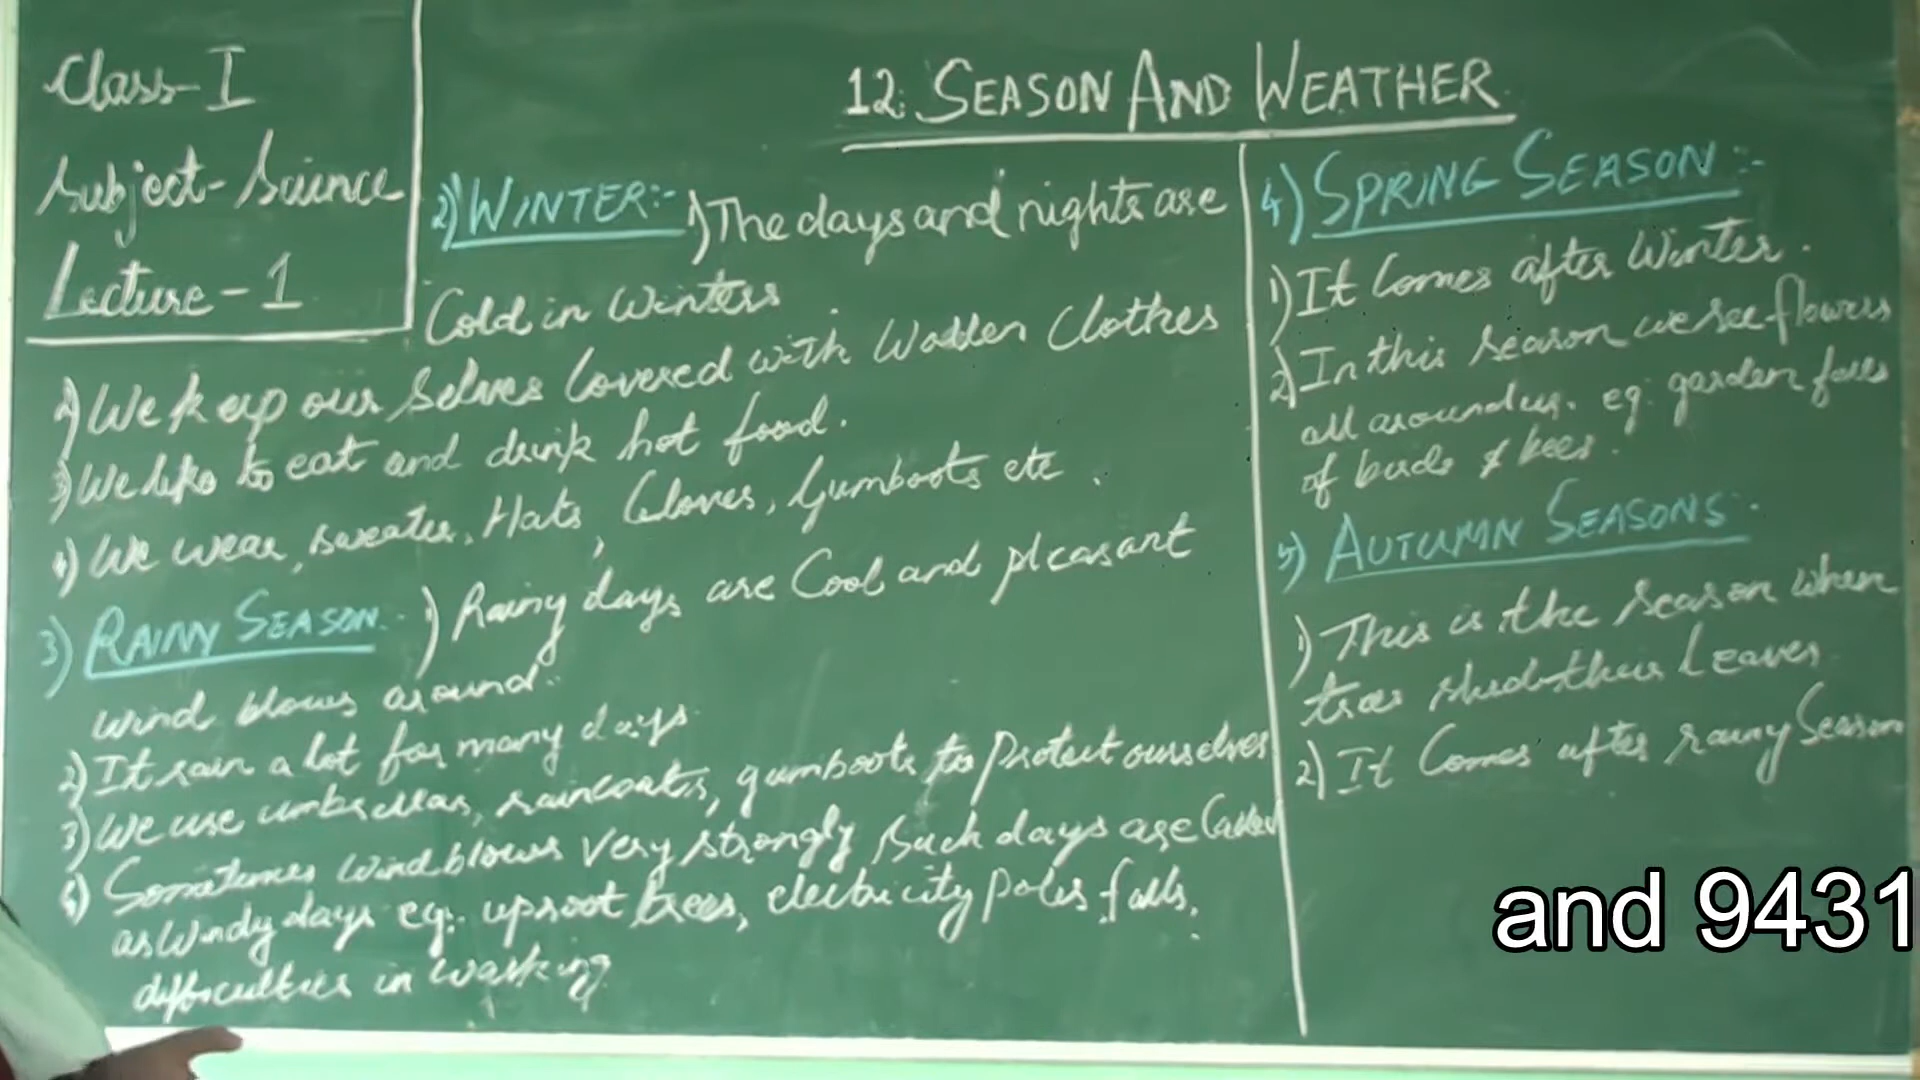 Class-I
Subject-Science
Lecture-1
12. SEASON AND WEATHER
2) WINTER:- 1) The days and nights are
Cold in Winters
2) We keep our selves Covered with Wollen Clothes
3) We like to eat and drink hot food.
4) We wear, sweater, Hats, Gloves, Gumboots etc.
3) RAINY SEASON:- 1) Rainy days are Cool and pleasant
wind blows around.
2) It rain a lot for many days.
3) We use umbrellas, raincoats, gumboots to protect ourselves
4) Sometimes wind blows very strongly such days are Called
as Windy days eg:- uproot trees, electricity poles falls,
difficulties in walking.
4) SPRING SEASON:-
1) It Comes after Winter.
2) In this season we see flowers
all around us. eg: garden
of buds & bees.
5) AUTUMN SEASONS:-
1) This is the season when
trees shed their Leaves.
2) It Comes after rainy Season
and 9431